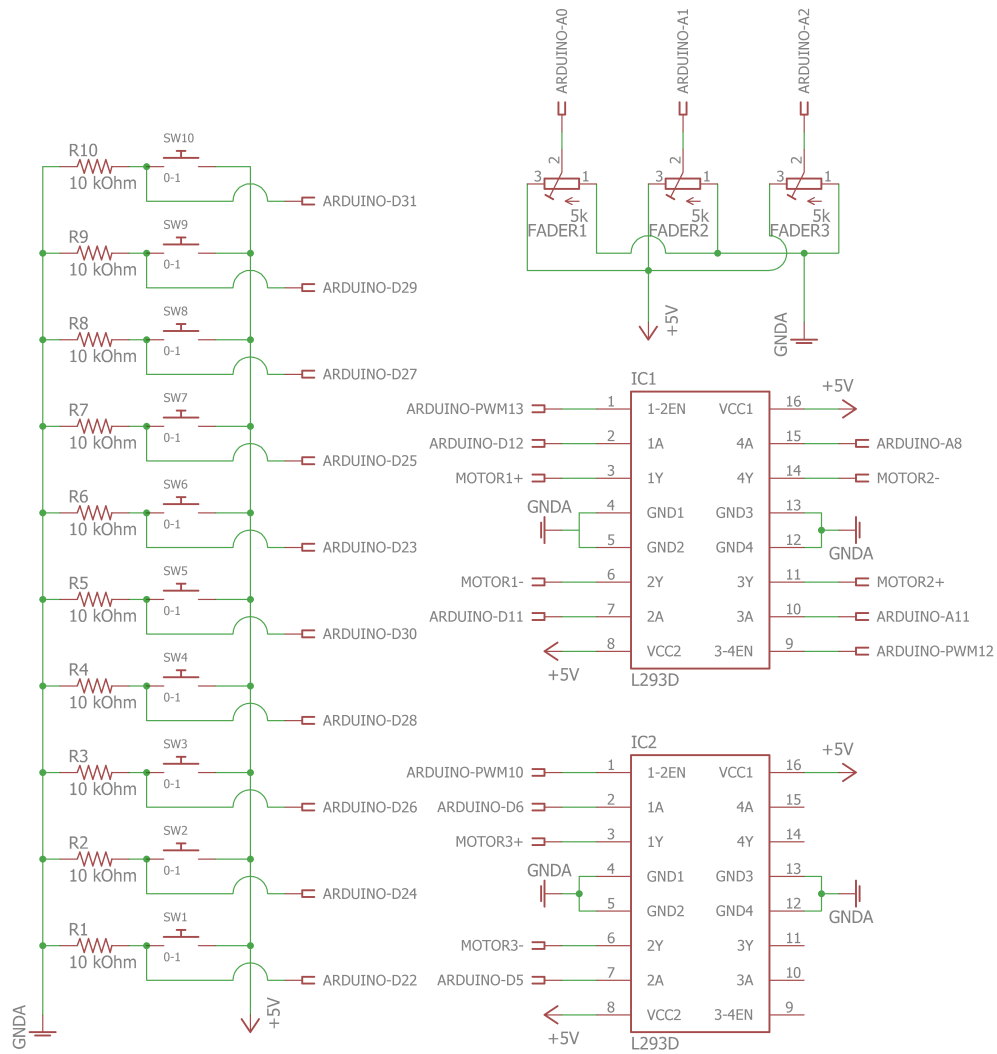 ARDUINO-A0
ARDUINO-A1
ARDUINO-A2
2
3
1
5k
FADER1
2
3
1
5k
FADER2
2
3
1
5k
FADER3
+5V
GNDA
R10
10 kOhm
SW10
0-1
ARDUINO-D31
R9
10 kOhm
SW9
0-1
ARDUINO-D29
R8
10 kOhm
SW8
0-1
ARDUINO-D27
R7
10 kOhm
SW7
0-1
ARDUINO-D25
R6
10 kOhm
SW6
0-1
ARDUINO-D23
R5
10 kOhm
SW5
0-1
ARDUINO-D30
R4
10 kOhm
SW4
0-1
ARDUINO-D28
R3
10 kOhm
SW3
0-1
ARDUINO-D26
R2
10 kOhm
SW2
0-1
ARDUINO-D24
R1
10 kOhm
SW1
0-1
ARDUINO-D22
GNDA
+5V
IC1
+5V
ARDUINO-PWM13 1 1-2EN VCC1 16
ARDUINO-D12 2 1A 4A 15 ARDUINO-A8
MOTOR1+ 3 1Y 4Y 14 MOTOR2-
GNDA 4 GND1 GND3 13
5 GND2 GND4 12 GNDA
MOTOR1- 6 2Y 3Y 11 MOTOR2+
ARDUINO-D11 7 2A 3A 10 ARDUINO-A11
8 VCC2 3-4EN 9 ARDUINO-PWM12
+5V
L293D
IC2
+5V
ARDUINO-PWM10 1 1-2EN VCC1 16
ARDUINO-D6 2 1A 4A 15
MOTOR3+ 3 1Y 4Y 14
GNDA 4 GND1 GND3 13
5 GND2 GND4 12 GNDA
MOTOR3- 6 2Y 3Y 11
ARDUINO-D5 7 2A 3A 10
8 VCC2 3-4EN 9
+5V
L293D